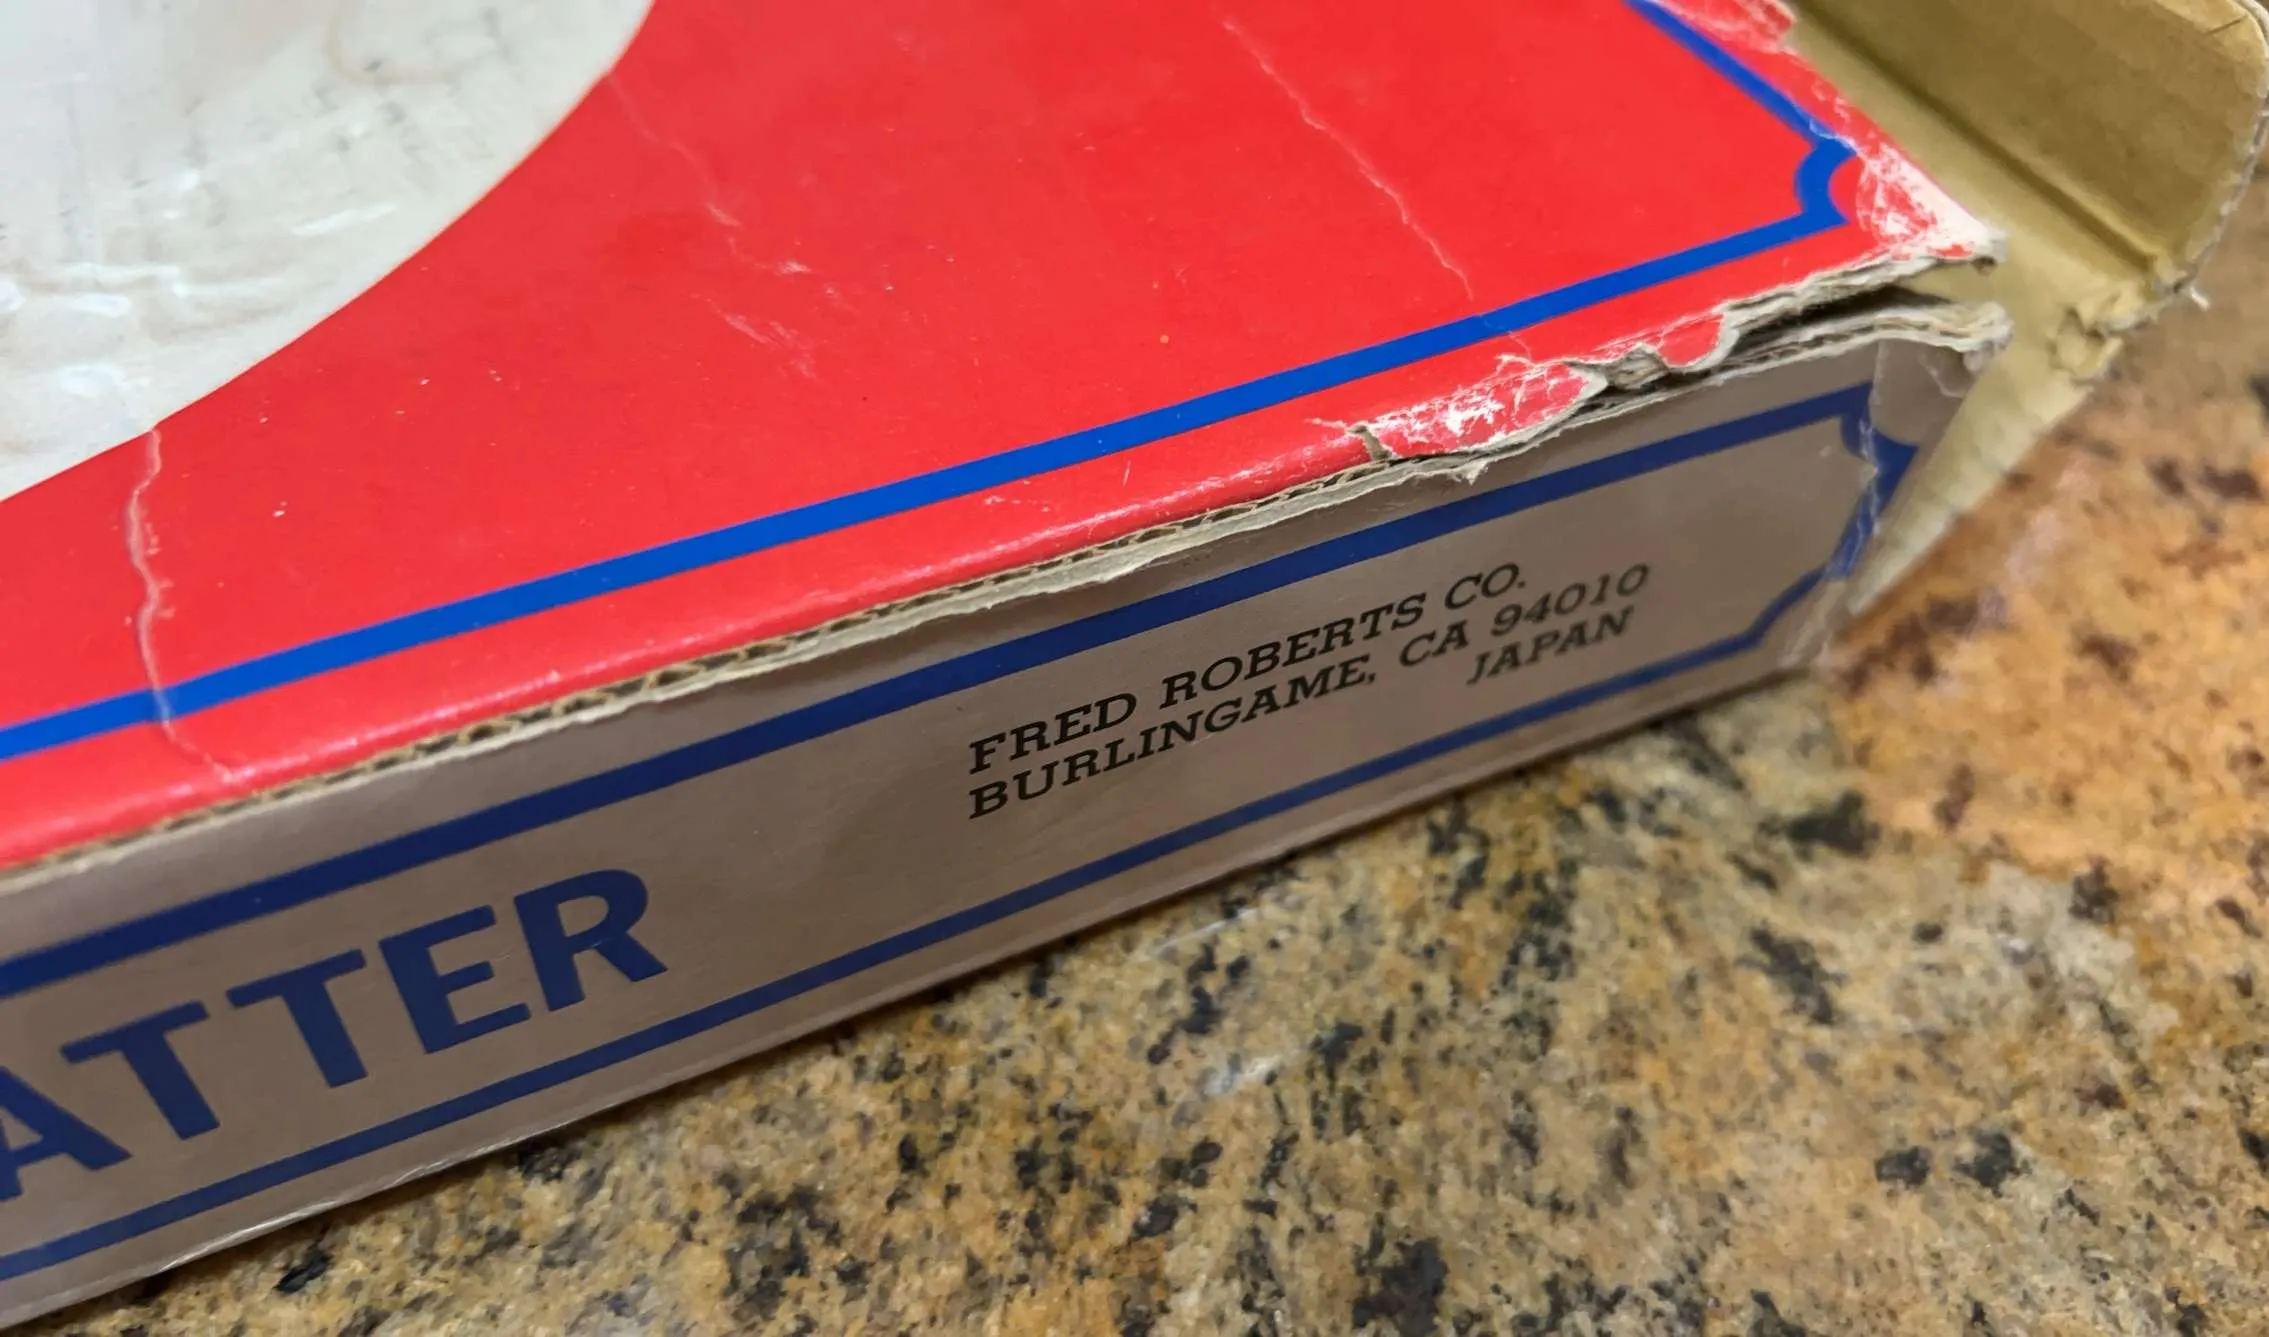 FRED ROBERTS CO.
BURLINGAME, CA 94010
JAPAN
ATTER